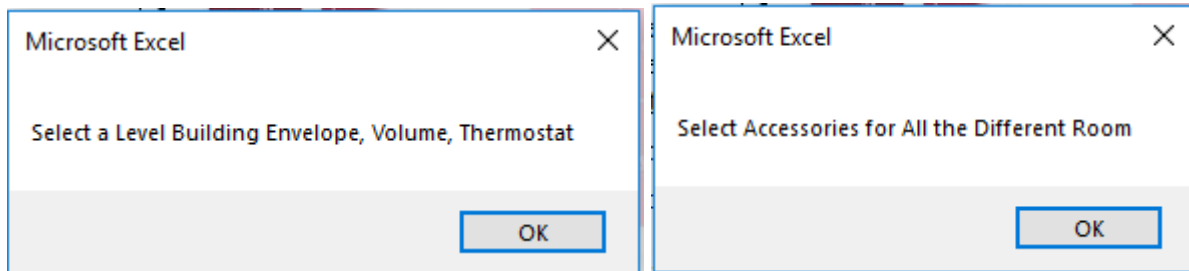 Microsoft Excel
Select a Level Building Envelope, Volume, Thermostat
OK
Microsoft Excel
Select Accessories for All the Different Room
OK